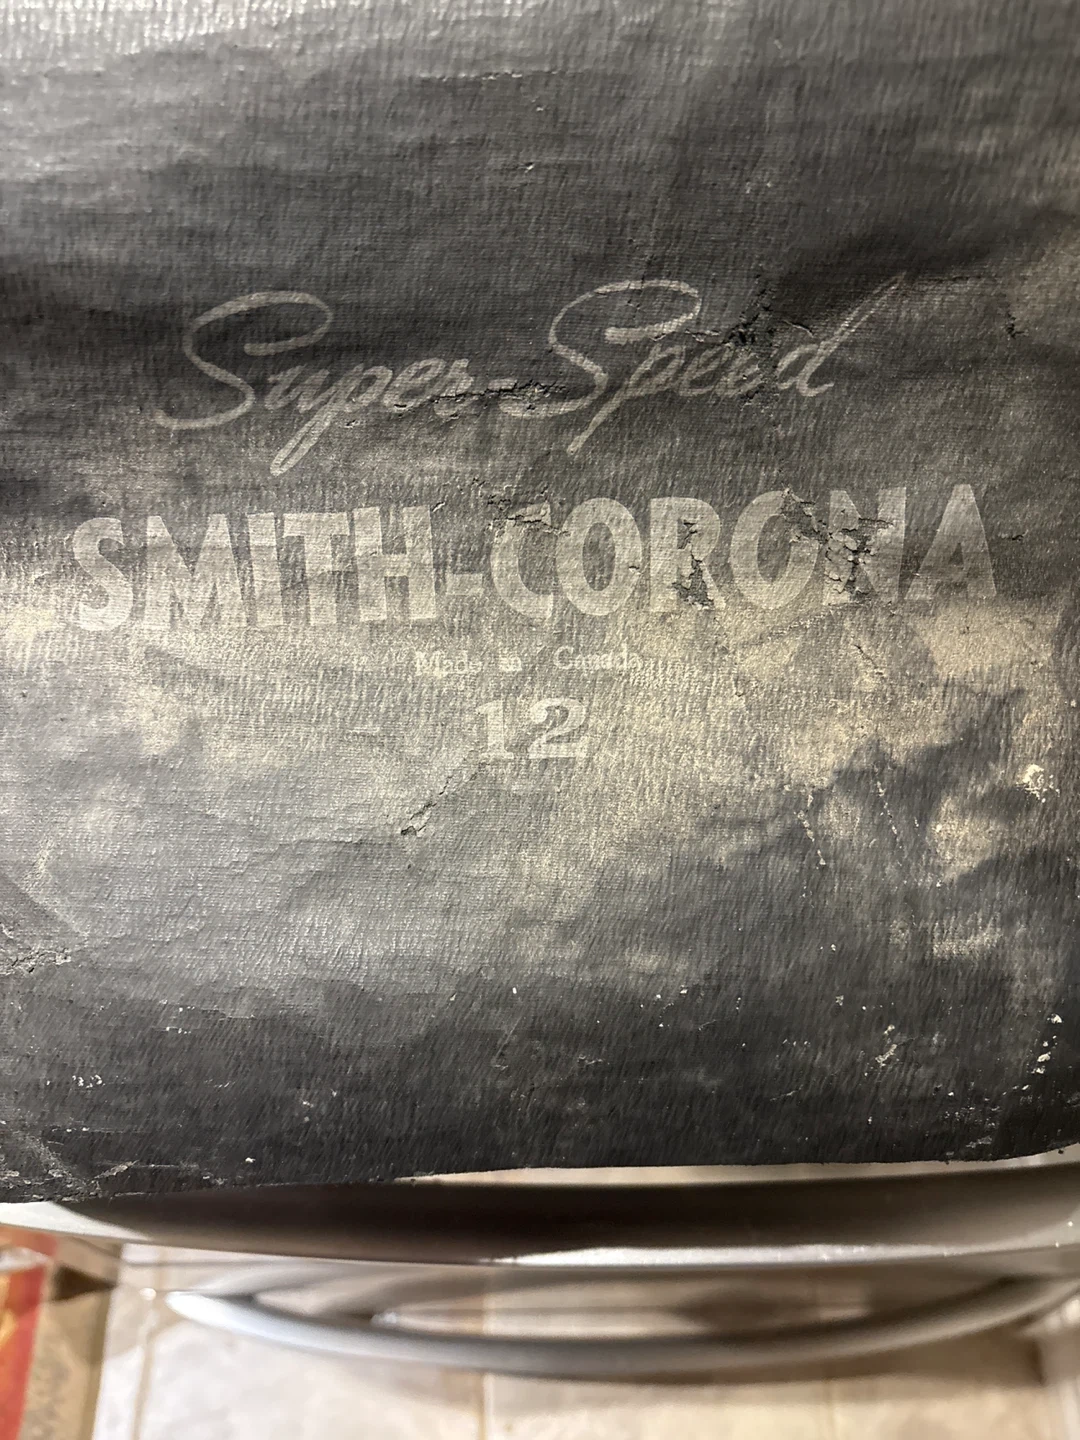 Super-Speed
SMITH-CORONA
Made in Canada
12